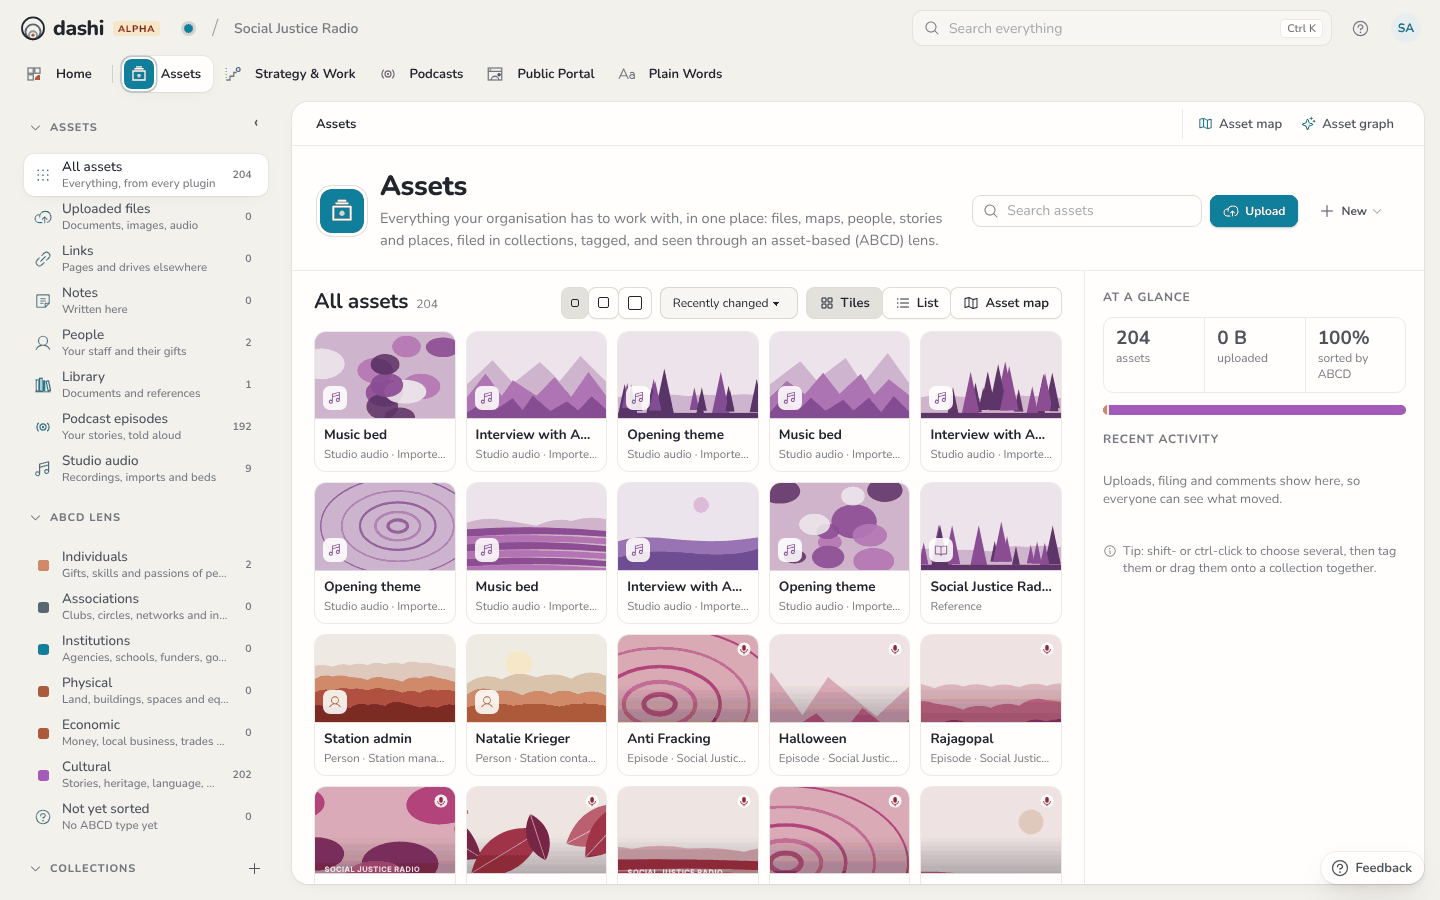 dashi ALPHA / Social Justice Radio
Search everything Ctrl K
SA
Home Assets Strategy & Work Podcasts Public Portal Aa Plain Words
ASSETS
All assets 204
Everything, from every plugin
Uploaded files 0
Documents, images, audio
Links 0
Pages and drives elsewhere
Notes 0
Written here
People 2
Your staff and their gifts
Library 1
Documents and references
Podcast episodes 192
Your stories, told aloud
Studio audio 9
Recordings, imports and beds
ABCD LENS
Individuals 2
Gifts, skills and passions of pe...
Associations 0
Clubs, circles, networks and in...
Institutions 0
Agencies, schools, funders, go...
Physical 0
Land, buildings, spaces and eq...
Economic 0
Money, local business, trades ...
Cultural 202
Stories, heritage, language, ...
Not yet sorted 0
No ABCD type yet
COLLECTIONS
Assets
Asset map Asset graph
Assets
Everything your organisation has to work with, in one place: files, maps, people, stories
and places, filed in collections, tagged, and seen through an asset-based (ABCD) lens.
Search assets Upload New
All assets 204
Recently changed Tiles List Asset map
Music bed
Studio audio · Importe...
Interview with A...
Studio audio · Importe...
Opening theme
Studio audio · Importe...
Music bed
Studio audio · Importe...
Interview with A...
Studio audio · Importe...
Opening theme
Studio audio · Importe...
Music bed
Studio audio · Importe...
Interview with A...
Studio audio · Importe...
Opening theme
Studio audio · Importe...
Social Justice Rad...
Reference
Station admin
Person · Station mana...
Natalie Krieger
Person · Station conta...
Anti Fracking
Episode · Social Justic...
Halloween
Episode · Social Justic...
Rajagopal
Episode · Social Justic...
SOCIAL JUSTICE RADIO
SOCIAL JUSTICE RADIO
AT A GLANCE
204
assets
0 B
uploaded
100%
sorted by
ABCD
RECENT ACTIVITY
Uploads, filing and comments show here, so
everyone can see what moved.
Tip: shift- or ctrl-click to choose several, then tag
them or drag them onto a collection together.
Feedback